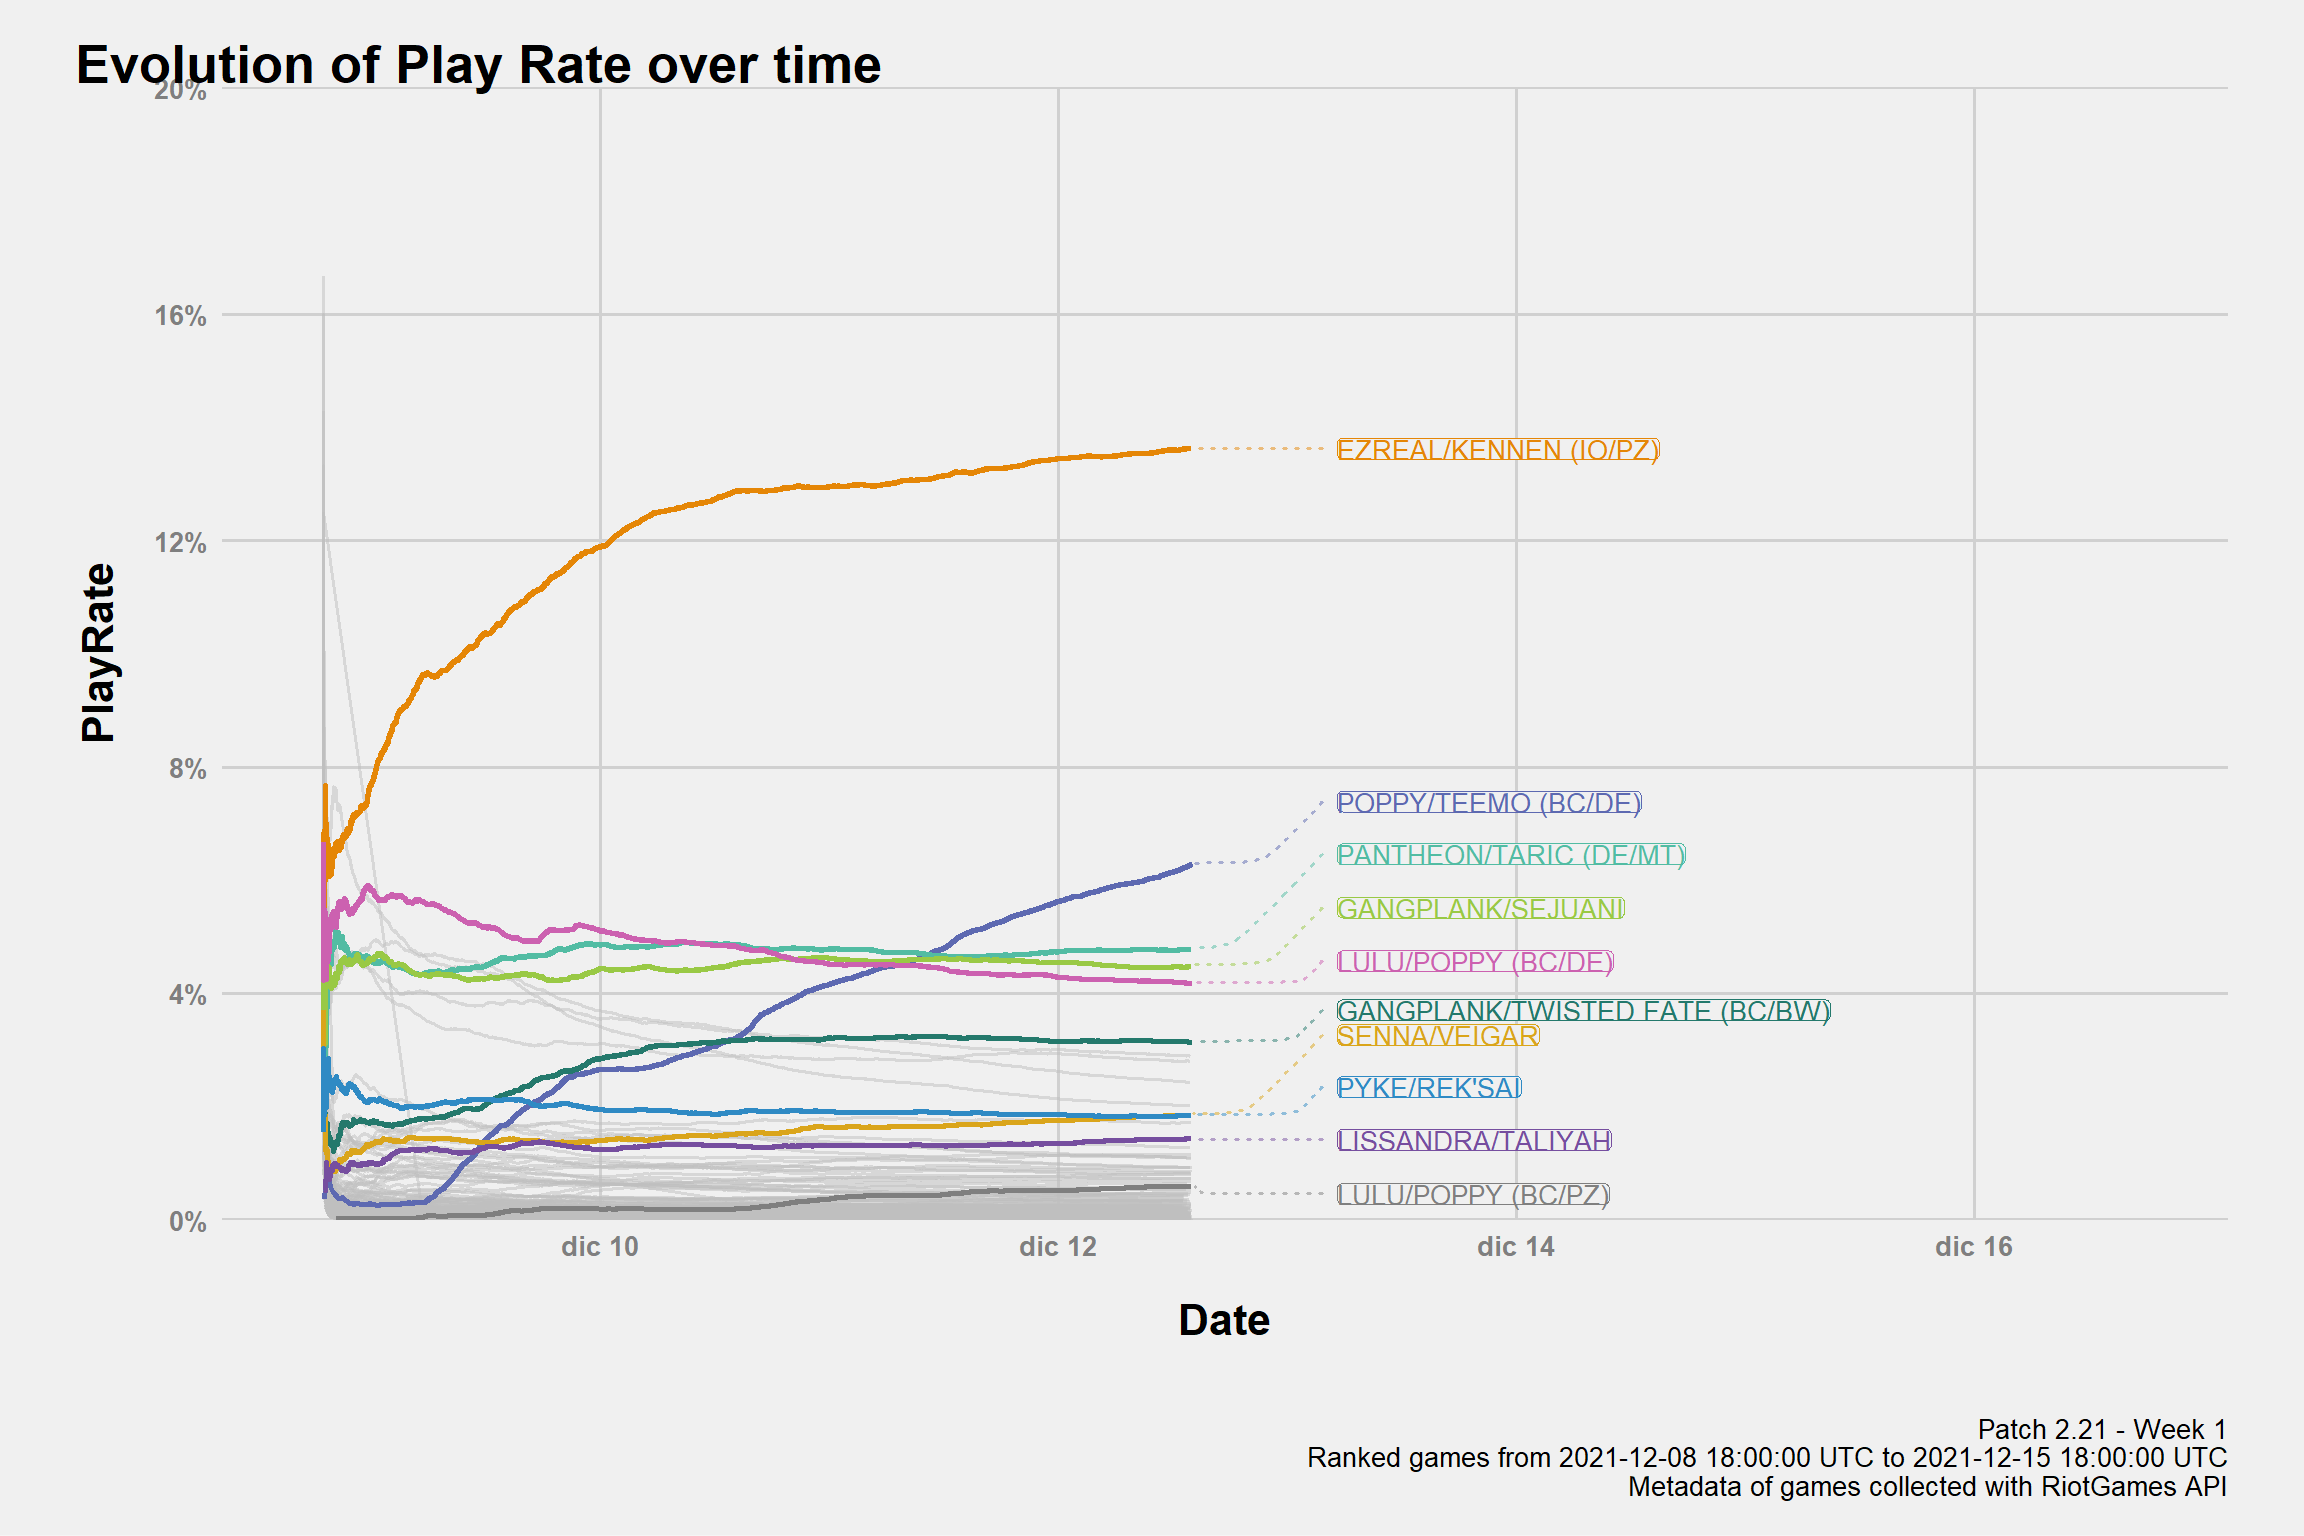 Evolution of Play Rate over time
20%
16%
12%
8%
4%
0%
PlayRate
EZREAL/KENNEN (IO/PZ)
POPPY/TEEMO (BC/DE)
PANTHEON/TARIC (DE/MT)
GANGPLANK/SEJUANI
LULU/POPPY (BC/DE)
GANGPLANK/TWISTED FATE (BC/BW)
SENNA/VEIGAR
PYKE/REK'SAI
LISSANDRA/TALIYAH
LULU/POPPY (BC/PZ)
dic 10
dic 12
dic 14
dic 16
Date
Patch 2.21 - Week 1
Ranked games from 2021-12-08 18:00:00 UTC to 2021-12-15 18:00:00 UTC
Metadata of games collected with RiotGames API